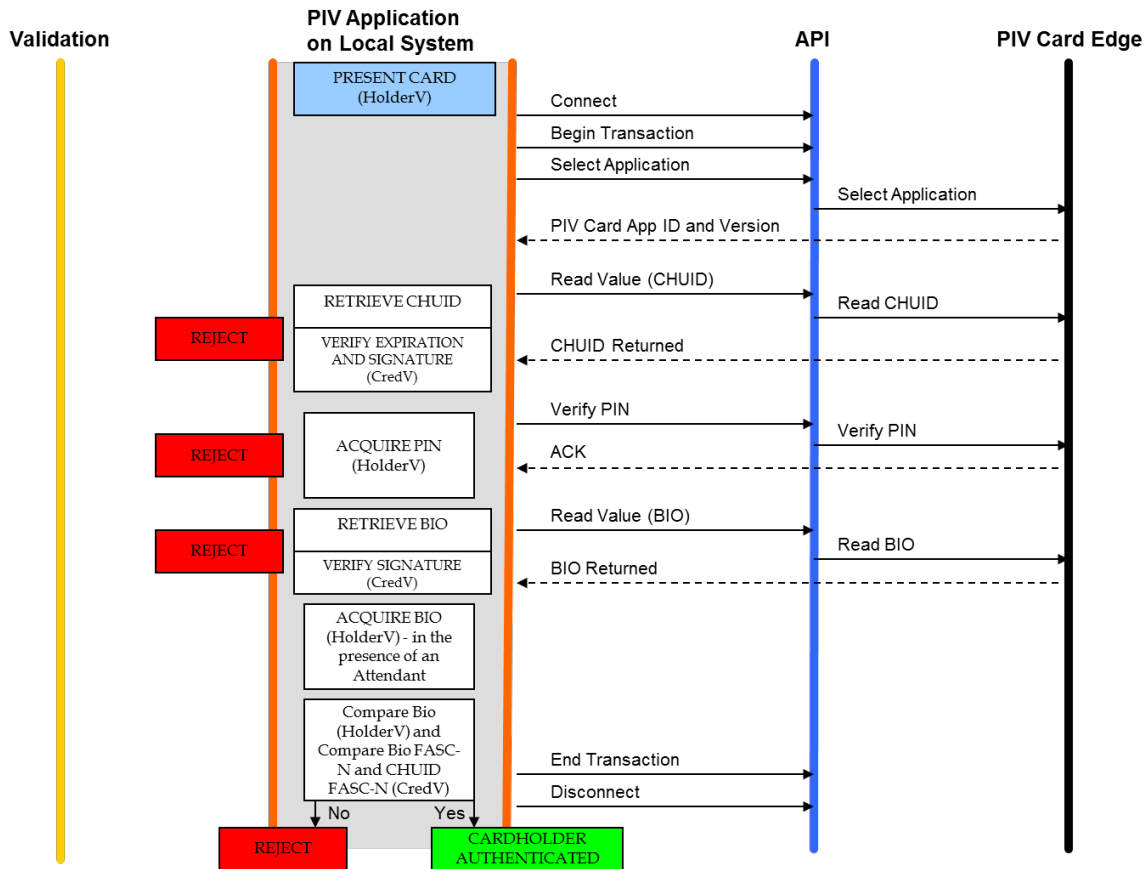 Validation
PIV Application
on Local System
API
PIV Card Edge
PRESENT CARD
(HolderV)
Connect
Begin Transaction
Select Application
Select Application
PIV Card App ID and Version
Read Value (CHUID)
RETRIEVE CHUID
Read CHUID
REJECT
VERIFY EXPIRATION
AND SIGNATURE
(CredV)
CHUID Returned
Verify PIN
Verify PIN
REJECT
ACQUIRE PIN
(HolderV)
ACK
Read Value (BIO)
RETRIEVE BIO
REJECT
Read BIO
VERIFY SIGNATURE
(CredV)
BIO Returned
ACQUIRE BIO
(HolderV) - in the
presence of an
Attendant
Compare Bio
(HolderV) and
Compare Bio FASC-
N and CHUID
FASC-N (CredV)
End Transaction
Disconnect
No
Yes
REJECT
CARDHOLDER
AUTHENTICATED